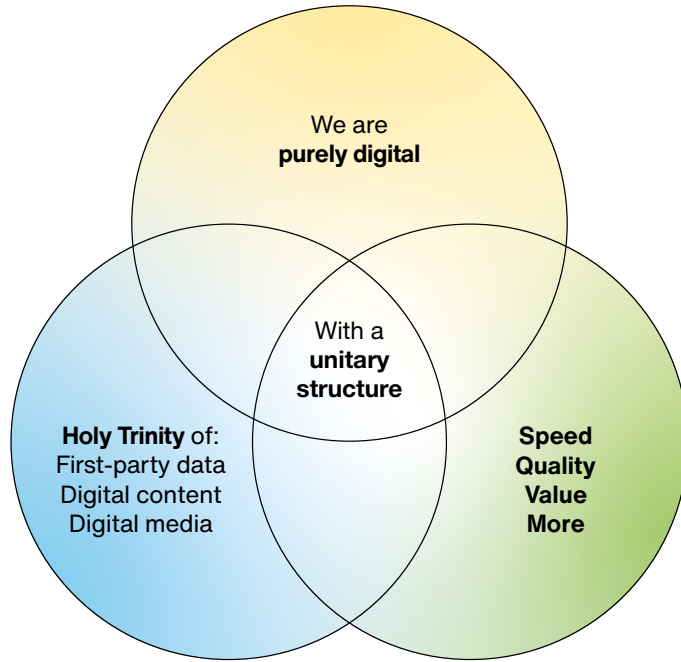 We are
purely digital
With a
unitary
structure
Holy Trinity of:
First-party data
Digital content
Digital media
Speed
Quality
Value
More